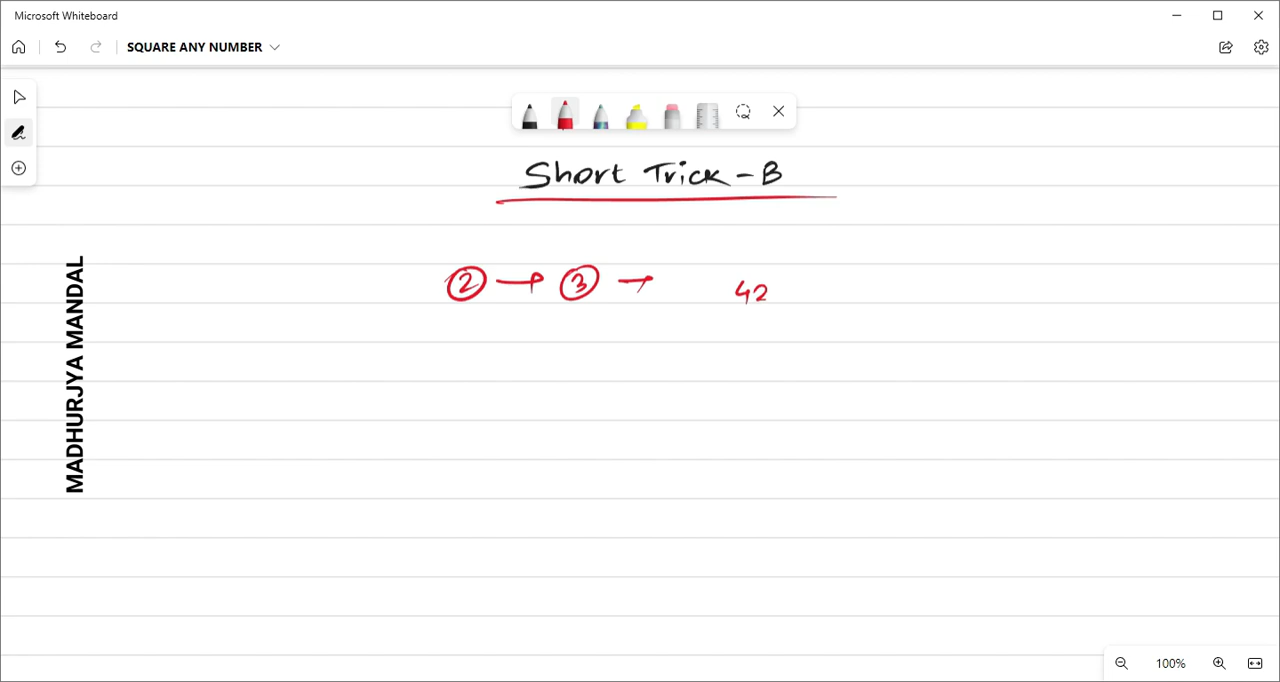 Microsoft Whiteboard
SQUARE ANY NUMBER
Short Trick - B
2 → 3 → 42
MADHURJYA MANDAL
100%